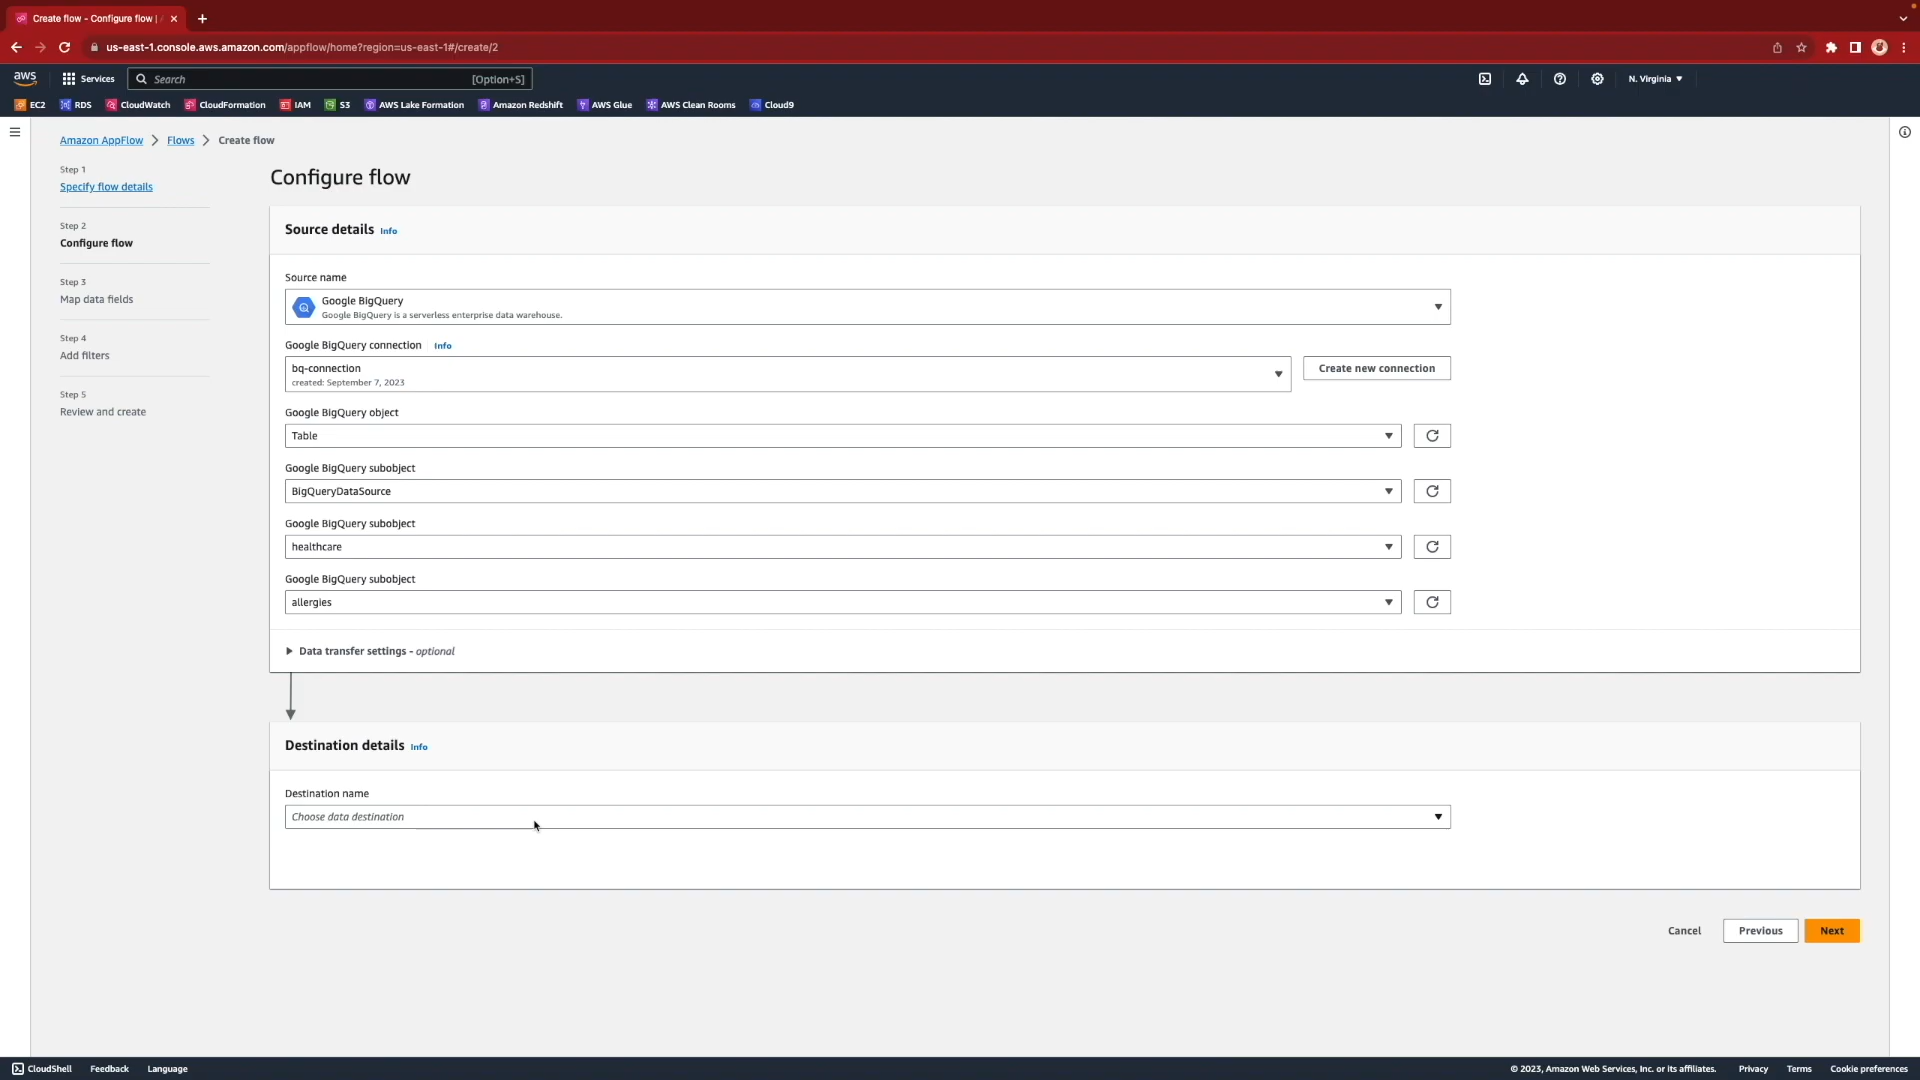 Create flow - Configure flow |
us-east-1.console.aws.amazon.com/appflow/home?region=us-east-1#/create/2
aws Services Search [Option+S] N. Virginia
EC2 RDS CloudWatch CloudFormation IAM S3 AWS Lake Formation Amazon Redshift AWS Glue AWS Clean Rooms Cloud9
Amazon AppFlow Flows Create flow
Step 1
Specify flow details
Step 2
Configure flow
Step 3
Map data fields
Step 4
Add filters
Step 5
Review and create
Configure flow
Source details Info
Source name
Google BigQuery
Google BigQuery is a serverless enterprise data warehouse.
Google BigQuery connection Info
bq-connection
created: September 7, 2023
Create new connection
Google BigQuery object
Table
Google BigQuery subobject
BigQueryDataSource
Google BigQuery subobject
healthcare
Google BigQuery subobject
allergies
Data transfer settings - optional
Destination details Info
Destination name
Choose data destination
Cancel Previous Next
CloudShell Feedback Language © 2023, Amazon Web Services, Inc. or its affiliates. Privacy Terms Cookie preferences